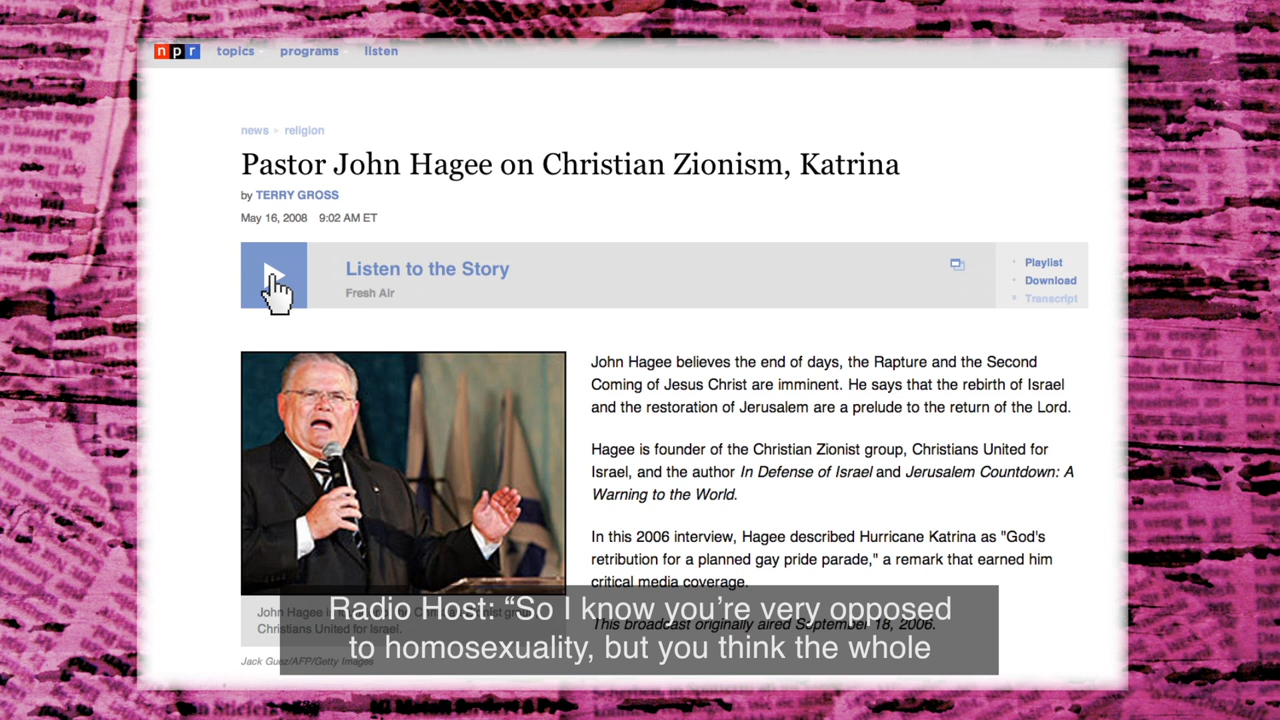 npr topics programs listen
news ▸ religion
Pastor John Hagee on Christian Zionism, Katrina
by TERRY GROSS
May 16, 2008 9:02 AM ET
Listen to the Story
Fresh Air
Playlist
Download
Transcript
John Hagee believes the end of days, the Rapture and the Second
Coming of Jesus Christ are imminent. He says that the rebirth of Israel
and the restoration of Jerusalem are a prelude to the return of the Lord.
Hagee is founder of the Christian Zionist group, Christians United for
Israel, and the author In Defense of Israel and Jerusalem Countdown: A
Warning to the World.
In this 2006 interview, Hagee described Hurricane Katrina as "God's
retribution for a planned gay pride parade," a remark that earned him
critical media coverage.
This broadcast originally aired September 18, 2006.
John Hagee is
Christians United for Israel.
Jack Guez/AFP/Getty Images
Radio Host: “So I know you’re very opposed
to homosexuality, but you think the whole